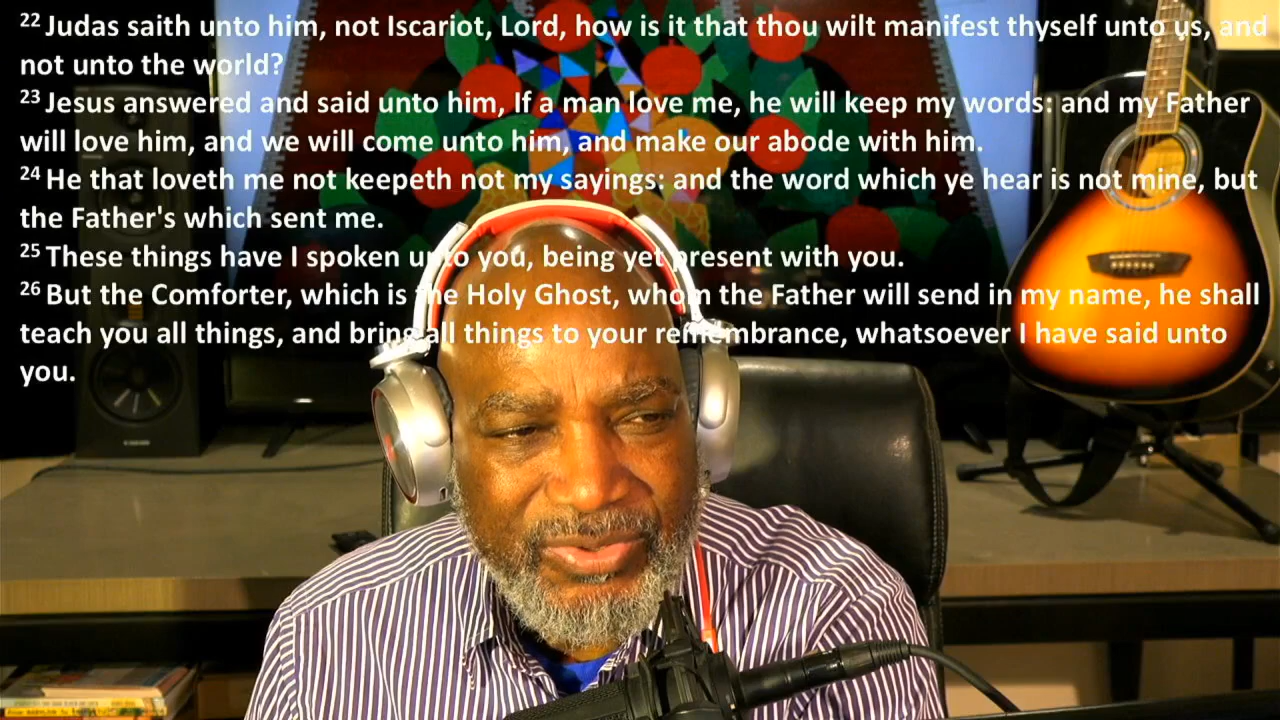 22 Judas saith unto him, not Iscariot, Lord, how is it that thou wilt manifest thyself unto us, and
not unto the world?
23 Jesus answered and said unto him, If a man love me, he will keep my words: and my Father
will love him, and we will come unto him, and make our abode with him.
24 He that loveth me not keepeth not my sayings: and the word which ye hear is not mine, but
the Father's which sent me.
25 These things have I spoken unto you, being yet present with you.
26 But the Comforter, which is the Holy Ghost, whom the Father will send in my name, he shall
teach you all things, and bring all things to your remembrance, whatsoever I have said unto
you.